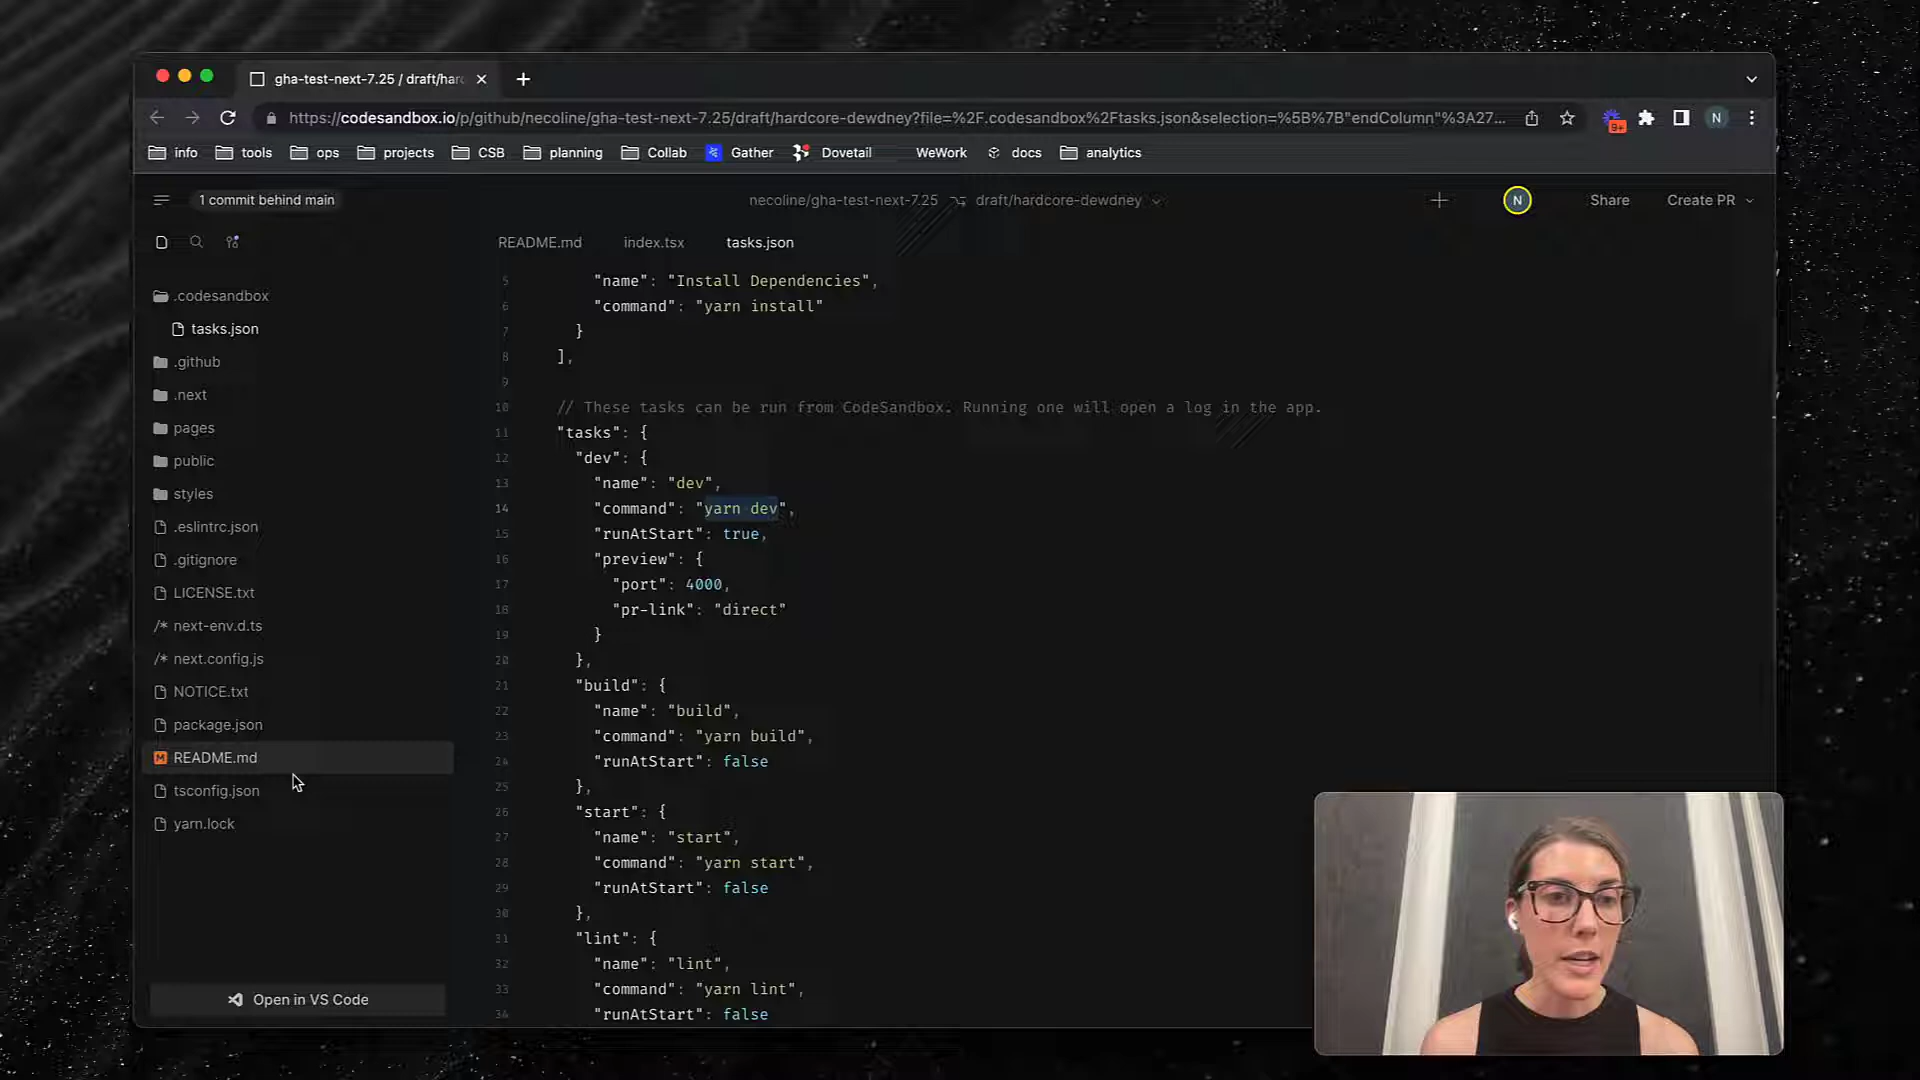 gha-test-next-7.25 / draft/hard
https://codesandbox.io/p/github/necoline/gha-test-next-7.25/draft/hardcore-dewdney?file=%2F.codesandbox%2Ftasks.json&selection=%5B%7B"endColumn"%3A27...
9+
N
info
tools
ops
projects
CSB
planning
Collab
Gather
Dovetail
WeWork
docs
analytics
1 commit behind main
necoline/gha-test-next-7.25
draft/hardcore-dewdney
N
Share
Create PR
README.md
index.tsx
tasks.json
.codesandbox
tasks.json
.github
.next
pages
public
styles
.eslintrc.json
.gitignore
LICENSE.txt
/* next-env.d.ts
/* next.config.js
NOTICE.txt
package.json
M README.md
tsconfig.json
yarn.lock
Open in VS Code
5 "name": "Install Dependencies",
6 "command": "yarn install"
7 }
8 ],
9
10 // These tasks can be run from CodeSandbox. Running one will open a log in the app.
11 "tasks": {
12 "dev": {
13 "name": "dev",
14 "command": "yarn dev",
15 "runAtStart": true,
16 "preview": {
17 "port": 4000,
18 "pr-link": "direct"
19 }
20 },
21 "build": {
22 "name": "build",
23 "command": "yarn build",
24 "runAtStart": false
25 },
26 "start": {
27 "name": "start",
28 "command": "yarn start",
29 "runAtStart": false
30 },
31 "lint": {
32 "name": "lint",
33 "command": "yarn lint",
34 "runAtStart": false